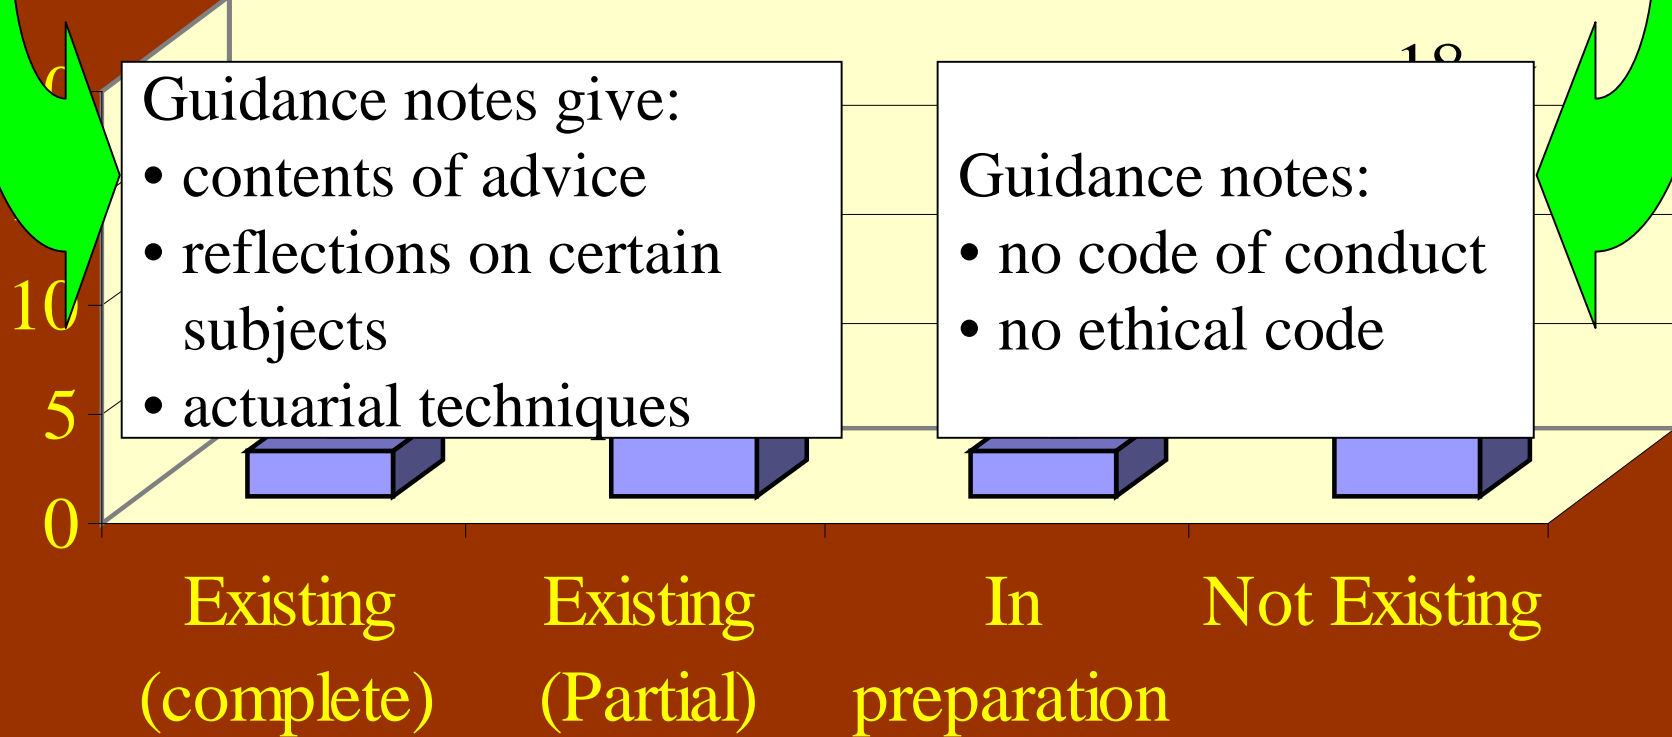 18
Guidance notes give:
• contents of advice
• reflections on certain
subjects
• actuarial techniques
Guidance notes:
• no code of conduct
• no ethical code
10
5
0
Existing
(complete)
Existing
(Partial)
In
preparation
Not Existing